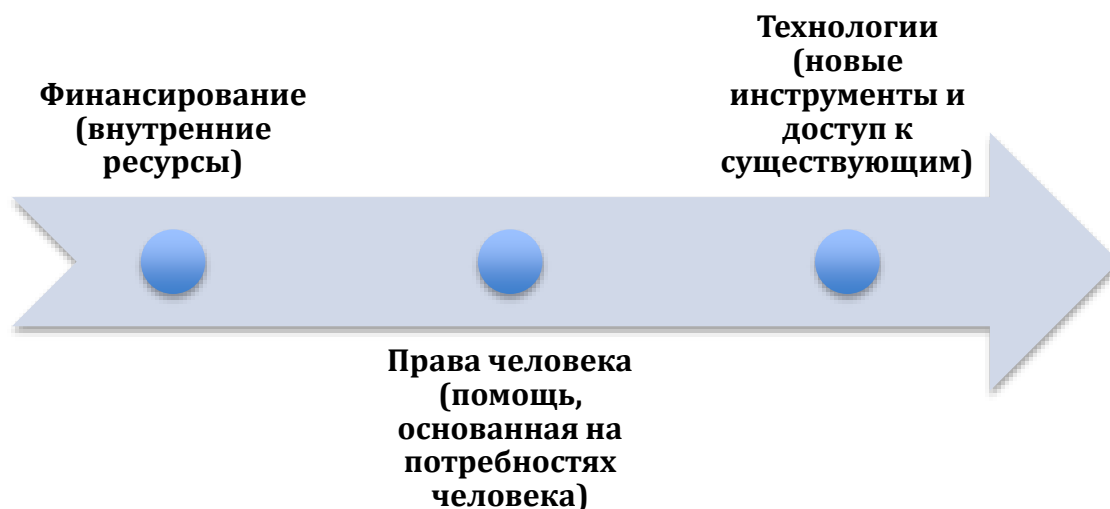 Финансирование
(внутренние
ресурсы)
Права человека
(помощь,
основанная на
потребностях
человека)
Технологии
(новые
инструменты и
доступ к
существующим)